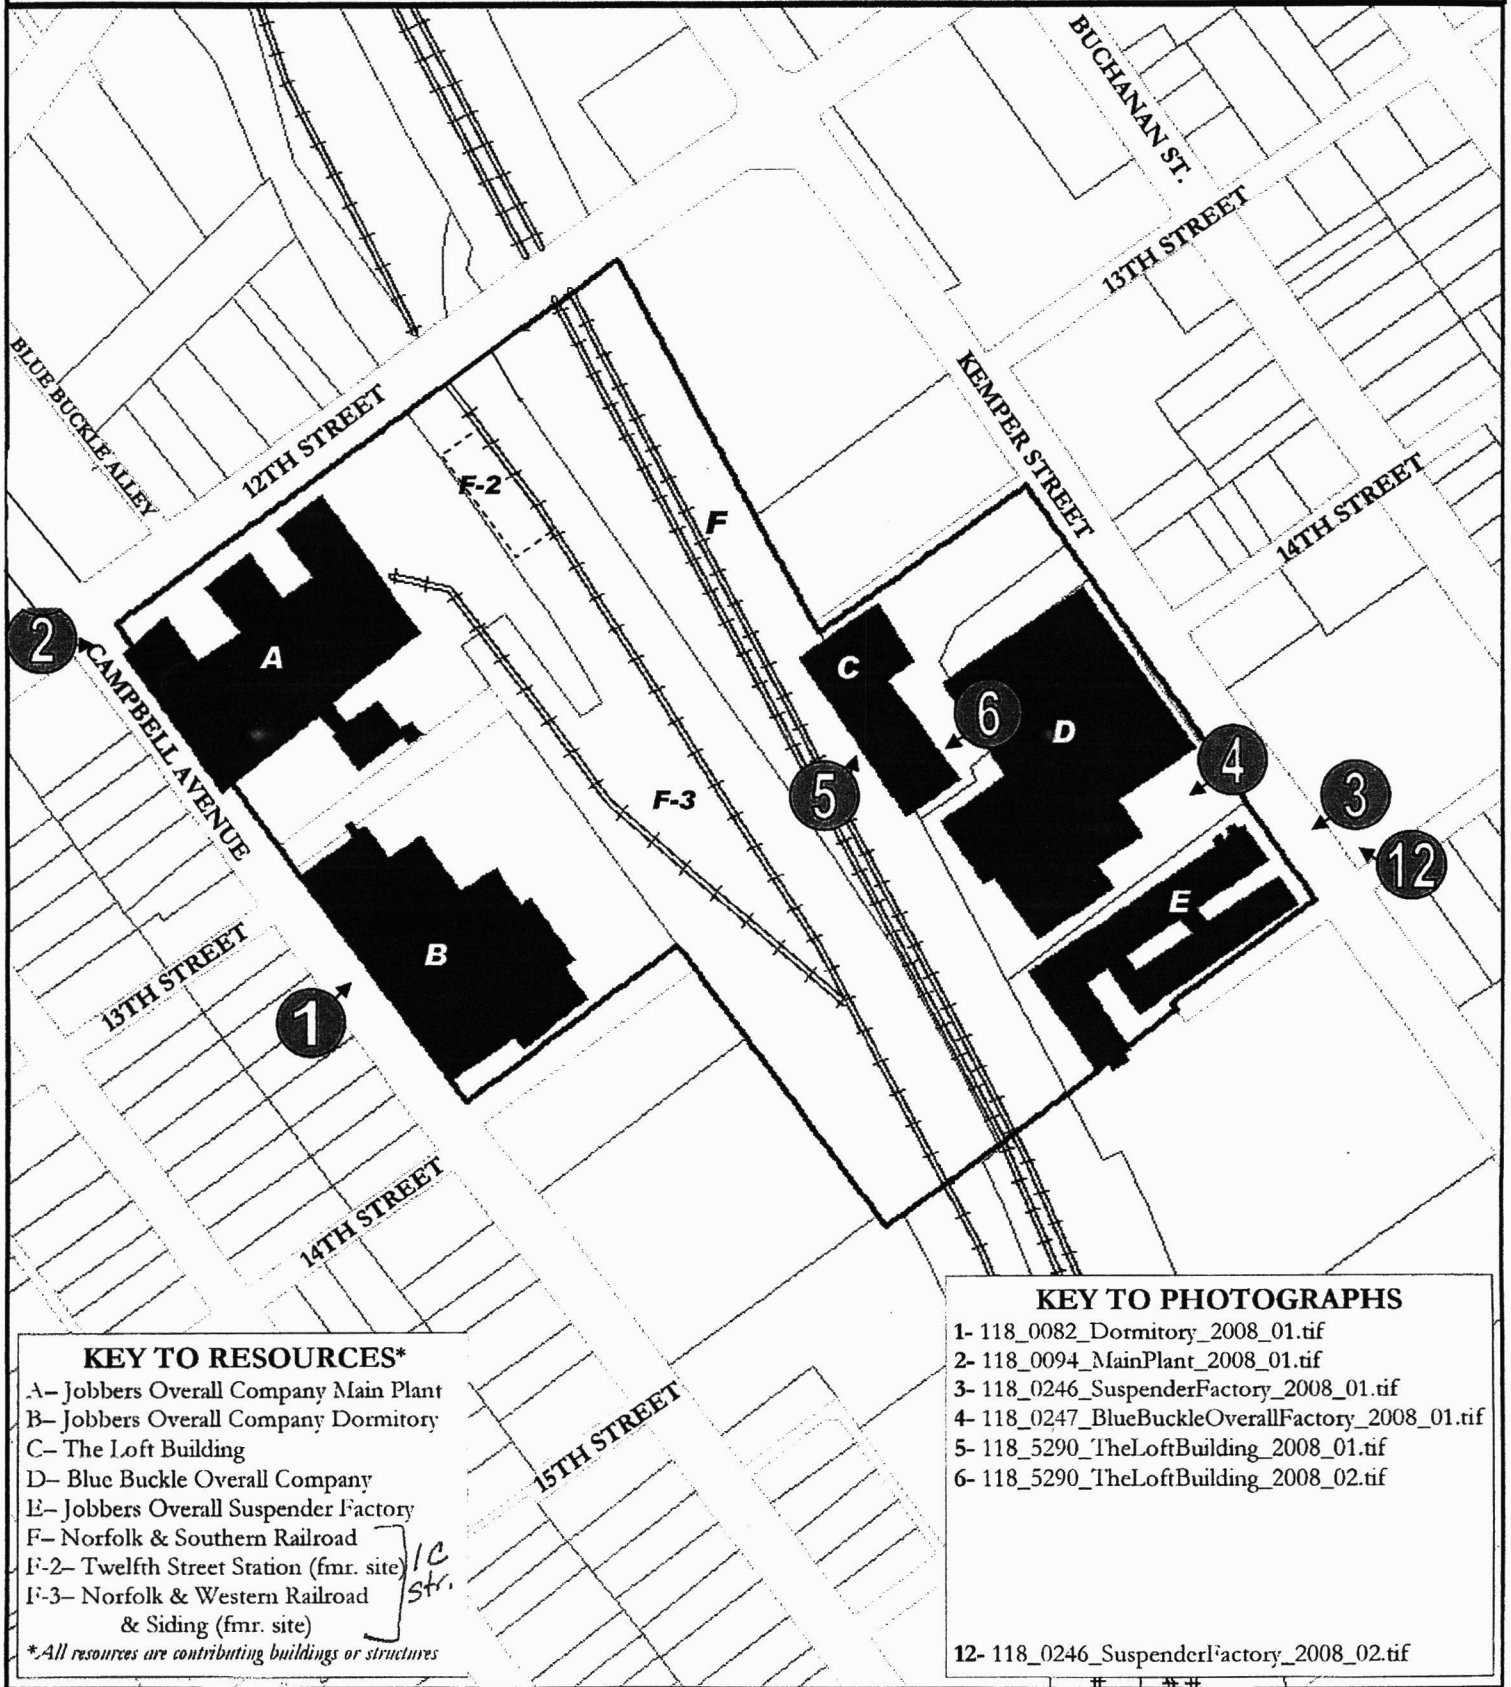 BUCHANAN ST.
13TH STREET
BLUE BUCKLE ALLEY
12TH STREET
KEMPER STREET
F-2
F
14TH STREET
2
A
C
6
D
CAMPBELL AVENUE
4
5
F-3
3
12
E
B
13TH STREET
1
14TH STREET
15TH STREET
KEY TO RESOURCES*
A– Jobbers Overall Company Main Plant
B– Jobbers Overall Company Dormitory
C– The Loft Building
D– Blue Buckle Overall Company
E– Jobbers Overall Suspender Factory
F– Norfolk & Southern Railroad
F-2– Twelfth Street Station (fmr. site)
F-3– Norfolk & Western Railroad
& Siding (fmr. site)
1C
str.
*All resources are contributing buildings or structures
KEY TO PHOTOGRAPHS
1- 118_0082_Dormitory_2008_01.tif
2- 118_0094_MainPlant_2008_01.tif
3- 118_0246_SuspenderFactory_2008_01.tif
4- 118_0247_BlueBuckleOverallFactory_2008_01.tif
5- 118_5290_TheLoftBuilding_2008_01.tif
6- 118_5290_TheLoftBuilding_2008_02.tif
12- 118_0246_SuspenderFactory_2008_02.tif